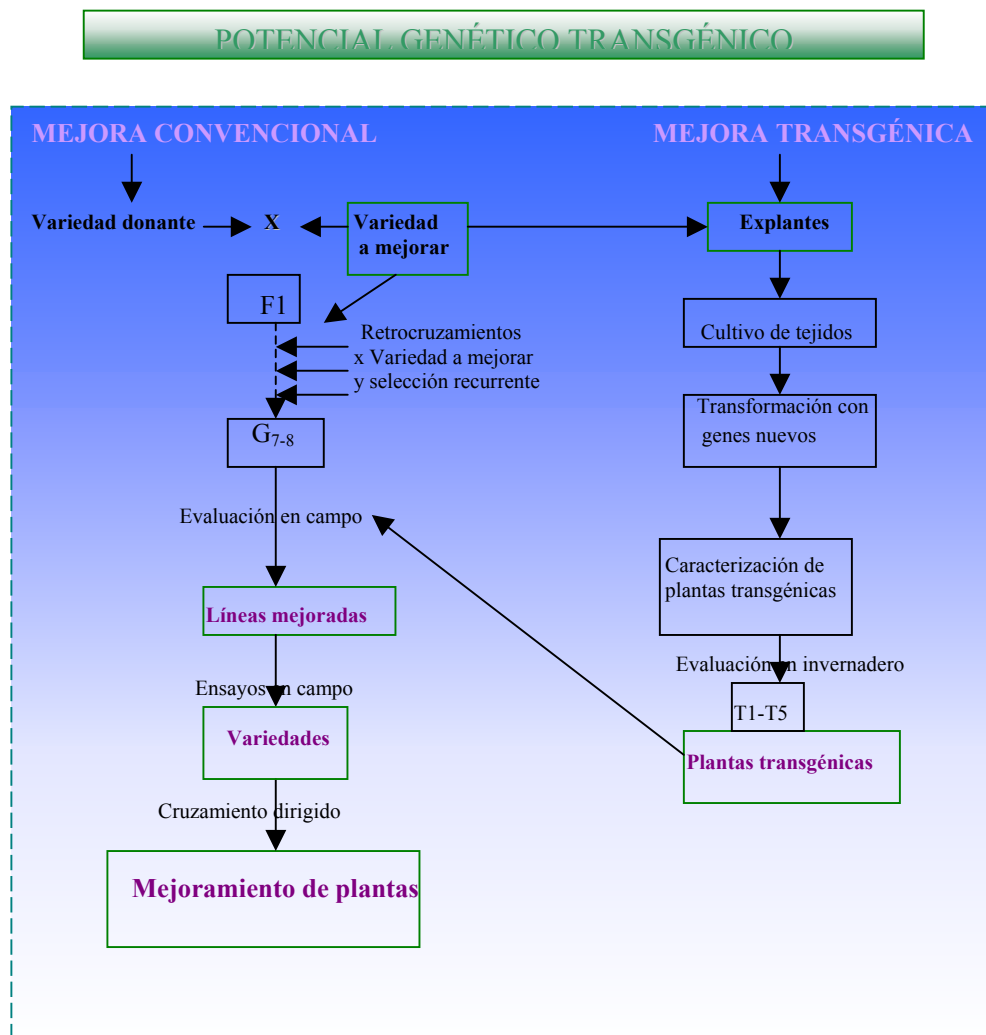 POTENCIAL GENÉTICO TRANSGÉNICO
MEJORA CONVENCIONAL
MEJORA TRANSGÉNICA
Variedad donante
X
Variedad
a mejorar
Explantes
F1
Retrocruzamientos
x Variedad a mejorar
y selección recurrente
Cultivo de tejidos
Transformación con
genes nuevos
G7-8
Evaluación en campo
Caracterización de
plantas transgénicas
Líneas mejoradas
Evaluación en invernadero
Ensayos en campo
T1-T5
Variedades
Plantas transgénicas
Cruzamiento dirigido
Mejoramiento de plantas